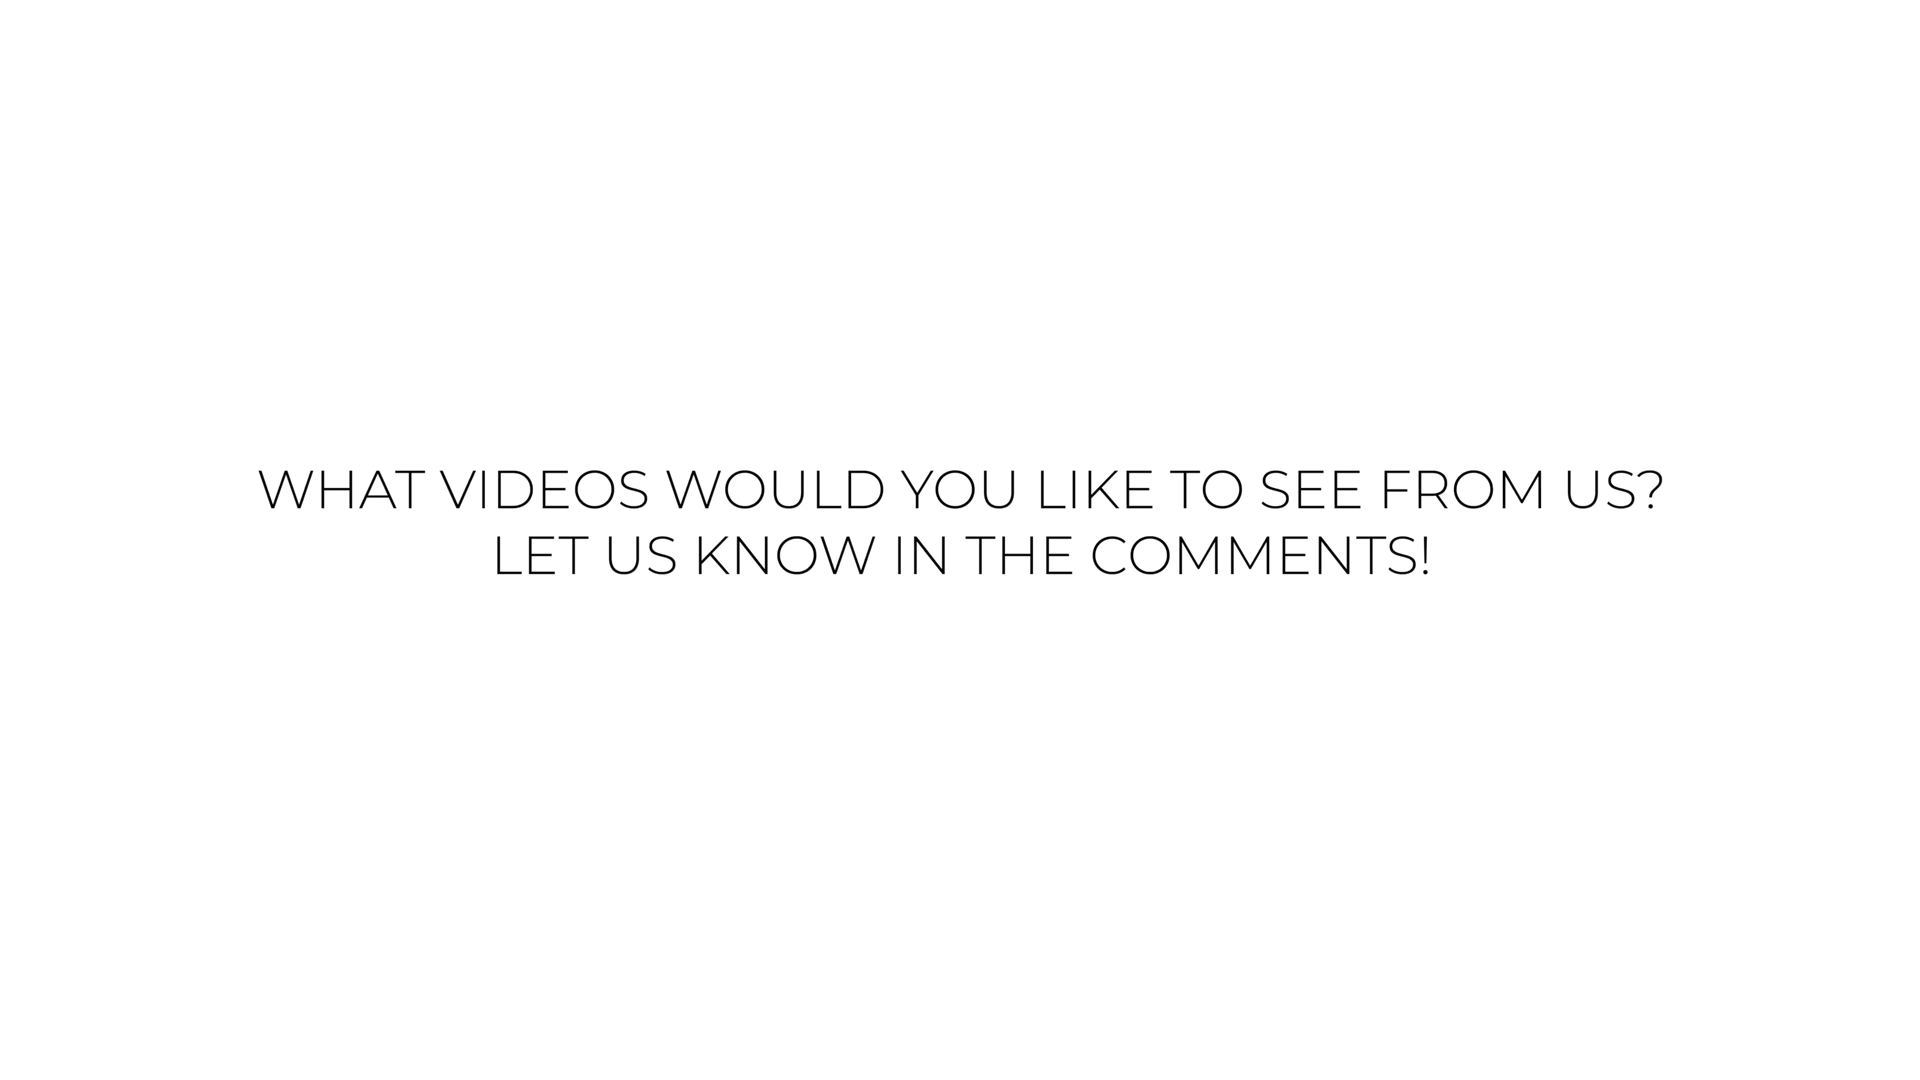 WHAT VIDEOS WOULD YOU LIKE TO SEE FROM US?
LET US KNOW IN THE COMMENTS!